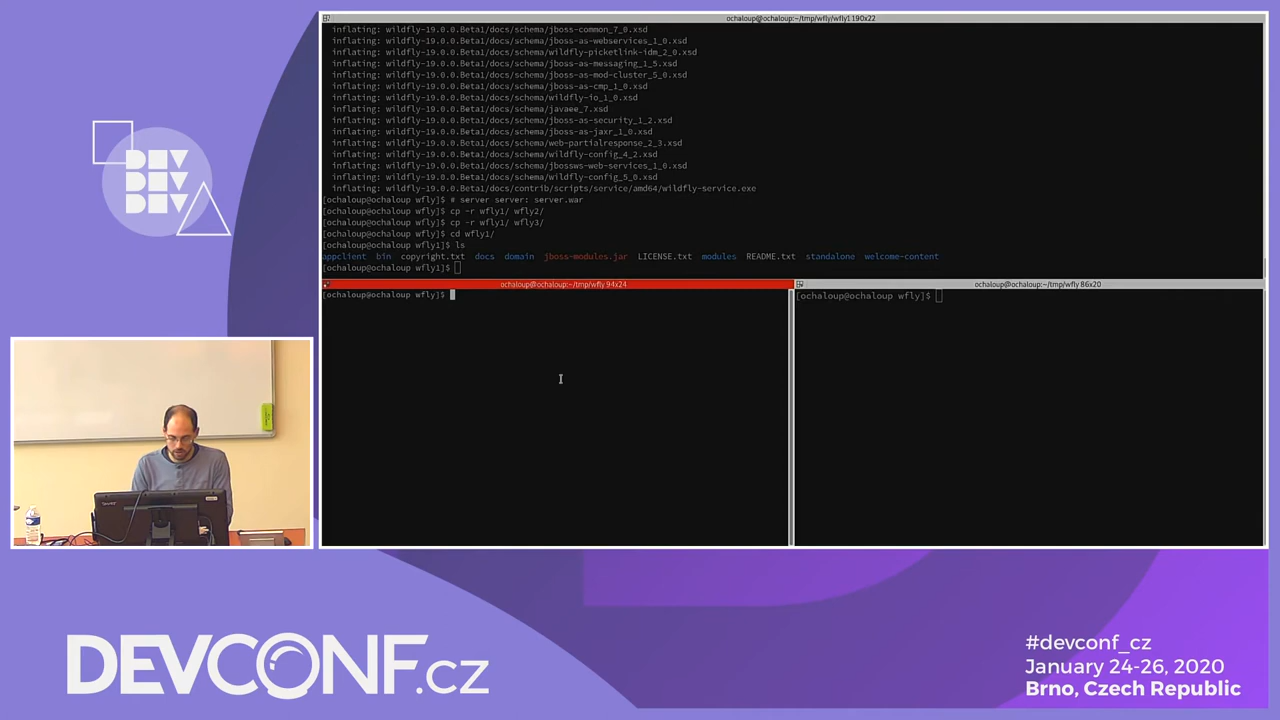 ochaloup@ochaloup:~/tmp/wfly/wfly1 190x22
inflating: wildfly-19.0.0.Beta1/docs/schema/jboss-common_7_0.xsd
inflating: wildfly-19.0.0.Beta1/docs/schema/jboss-as-webservices_1_0.xsd
inflating: wildfly-19.0.0.Beta1/docs/schema/wildfly-picketlink-idm_2_0.xsd
inflating: wildfly-19.0.0.Beta1/docs/schema/jboss-as-messaging_1_5.xsd
inflating: wildfly-19.0.0.Beta1/docs/schema/jboss-as-mod-cluster_5_0.xsd
inflating: wildfly-19.0.0.Beta1/docs/schema/jboss-as-cmp_1_0.xsd
inflating: wildfly-19.0.0.Beta1/docs/schema/wildfly-io_1_0.xsd
inflating: wildfly-19.0.0.Beta1/docs/schema/javaee_7.xsd
inflating: wildfly-19.0.0.Beta1/docs/schema/jboss-as-security_1_2.xsd
inflating: wildfly-19.0.0.Beta1/docs/schema/jboss-as-jaxr_1_0.xsd
inflating: wildfly-19.0.0.Beta1/docs/schema/web-partialresponse_2_3.xsd
inflating: wildfly-19.0.0.Beta1/docs/schema/wildfly-config_4_2.xsd
inflating: wildfly-19.0.0.Beta1/docs/schema/jbossws-web-services_1_0.xsd
inflating: wildfly-19.0.0.Beta1/docs/schema/wildfly-config_5_0.xsd
inflating: wildfly-19.0.0.Beta1/docs/contrib/scripts/service/amd64/wildfly-service.exe
[ochaloup@ochaloup wfly]$ # server server: server.war
[ochaloup@ochaloup wfly]$ cp -r wfly1/ wfly2/
[ochaloup@ochaloup wfly]$ cp -r wfly1/ wfly3/
[ochaloup@ochaloup wfly]$ cd wfly1/
[ochaloup@ochaloup wfly1]$ ls
appclient bin copyright.txt docs domain jboss-modules.jar LICENSE.txt modules README.txt standalone welcome-content
[ochaloup@ochaloup wfly1]$
ochaloup@ochaloup:~/tmp/wfly 94x24
[ochaloup@ochaloup wfly]$
ochaloup@ochaloup:~/tmp/wfly 86x20
[ochaloup@ochaloup wfly]$
DEV
DEV
DEV
DEVCONF.cz
#devconf_cz
January 24-26, 2020
Brno, Czech Republic